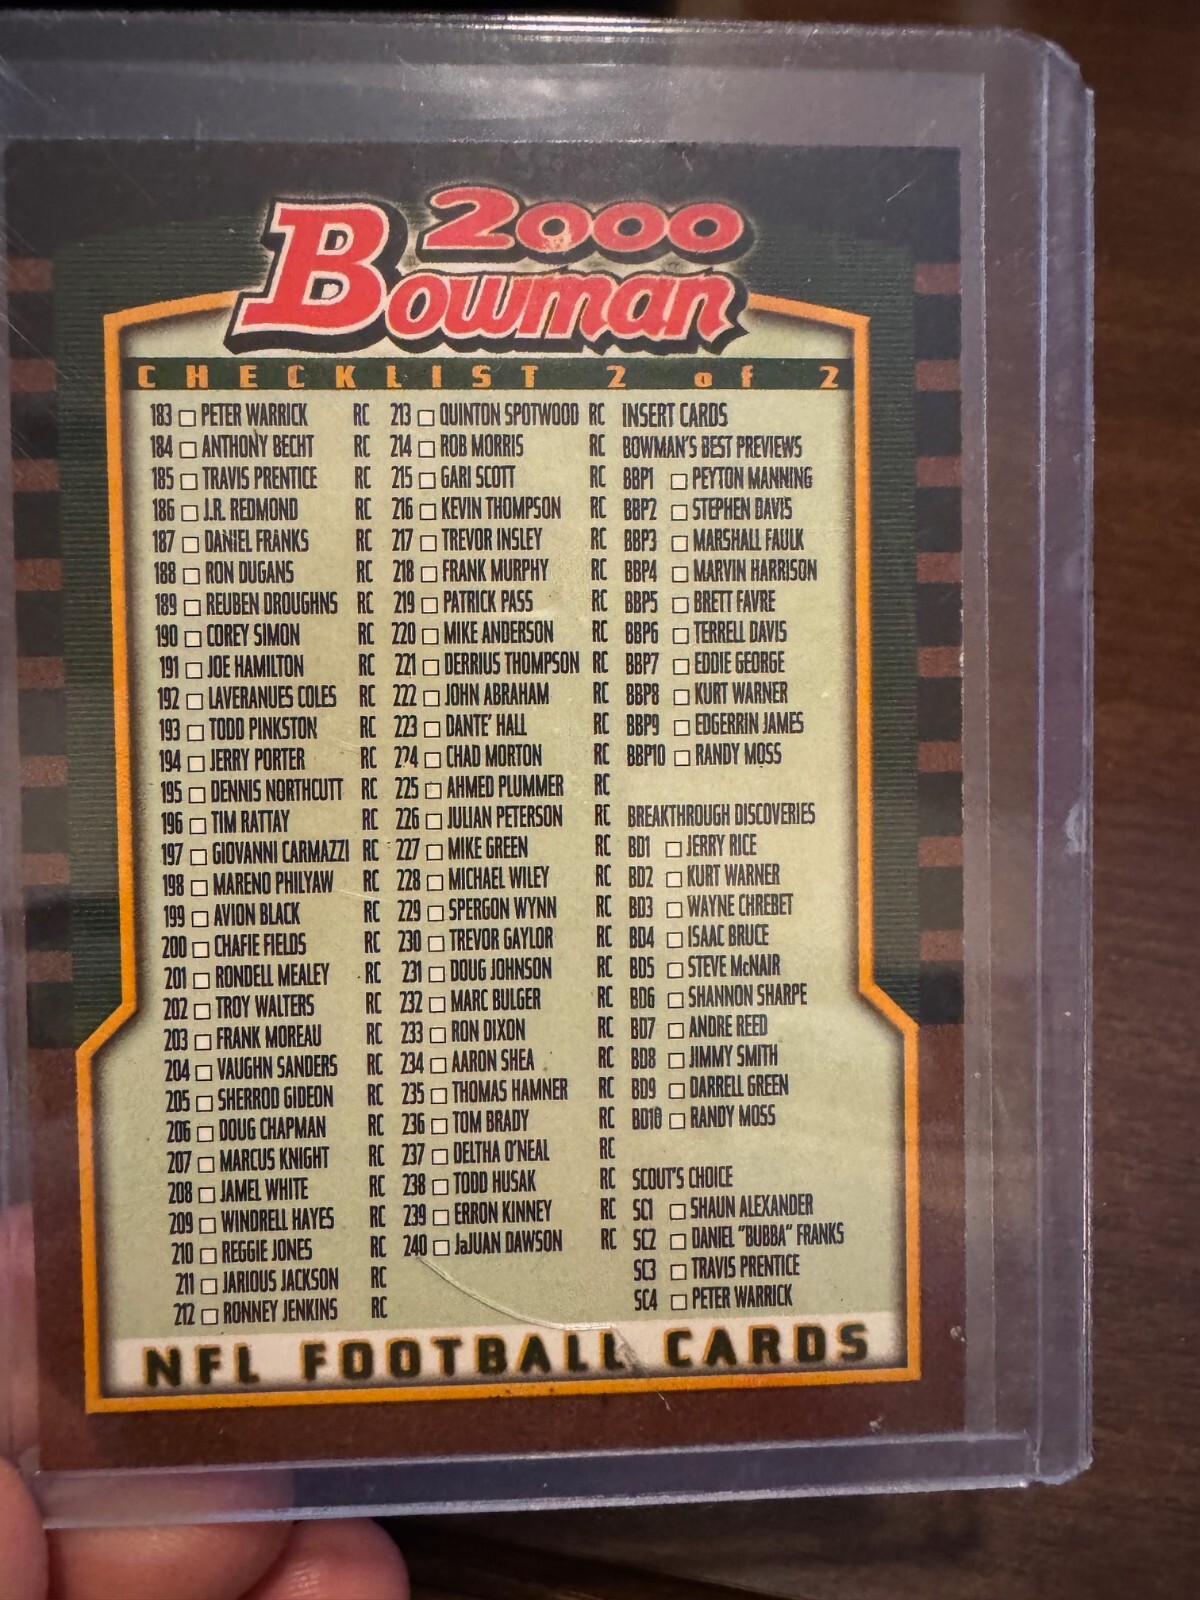 2000
Bowman
CHECKLIST 2 of 2
183 PETER WARRICK RC
184 ANTHONY BECHT RC
185 TRAVIS PRENTICE RC
186 J.R. REDMOND RC
187 DANIEL FRANKS RC
188 RON DUGANS RC
189 REUBEN DROUGHNS RC
190 COREY SIMON RC
191 JOE HAMILTON RC
192 LAVERANUES COLES RC
193 TODD PINKSTON RC
194 JERRY PORTER RC
195 DENNIS NORTHCUTT RC
196 TIM RATTAY RC
197 GIOVANNI CARMAZZI RC
198 MARENO PHILYAW RC
199 AVION BLACK RC
200 CHAFIE FIELDS RC
201 RONDELL MEALEY RC
202 TROY WALTERS RC
203 FRANK MOREAU RC
204 VAUGHN SANDERS RC
205 SHERROD GIDEON RC
206 DOUG CHAPMAN RC
207 MARCUS KNIGHT RC
208 JAMEL WHITE RC
209 WINDRELL HAYES RC
210 REGGIE JONES RC
211 JARIOUS JACKSON RC
212 RONNEY JENKINS RC
213 QUINTON SPOTWOOD RC
214 ROB MORRIS RC
215 GARI SCOTT RC
216 KEVIN THOMPSON RC
217 TREVOR INSLEY RC
218 FRANK MURPHY RC
219 PATRICK PASS RC
220 MIKE ANDERSON RC
221 DERRIUS THOMPSON RC
222 JOHN ABRAHAM RC
223 DANTE' HALL RC
224 CHAD MORTON RC
225 AHMED PLUMMER RC
226 JULIAN PETERSON RC
227 MIKE GREEN RC
228 MICHAEL WILEY RC
229 SPERGON WYNN RC
230 TREVOR GAYLOR RC
231 DOUG JOHNSON RC
232 MARC BULGER RC
233 RON DIXON RC
234 AARON SHEA RC
235 THOMAS HAMNER RC
236 TOM BRADY RC
237 DELTHA O'NEAL RC
238 TODD HUSAK RC
239 ERRON KINNEY RC
240 JaJUAN DAWSON RC
INSERT CARDS
BOWMAN'S BEST PREVIEWS
BBP1 PEYTON MANNING
BBP2 STEPHEN DAVIS
BBP3 MARSHALL FAULK
BBP4 MARVIN HARRISON
BBP5 BRETT FAVRE
BBP6 TERRELL DAVIS
BBP7 EDDIE GEORGE
BBP8 KURT WARNER
BBP9 EDGERRIN JAMES
BBP10 RANDY MOSS
BREAKTHROUGH DISCOVERIES
BD1 JERRY RICE
BD2 KURT WARNER
BD3 WAYNE CHREBET
BD4 ISAAC BRUCE
BD5 STEVE McNAIR
BD6 SHANNON SHARPE
BD7 ANDRE REED
BD8 JIMMY SMITH
BD9 DARRELL GREEN
BD10 RANDY MOSS
SCOUT'S CHOICE
SC1 SHAUN ALEXANDER
SC2 DANIEL "BUBBA" FRANKS
SC3 TRAVIS PRENTICE
SC4 PETER WARRICK
NFL FOOTBALL CARDS